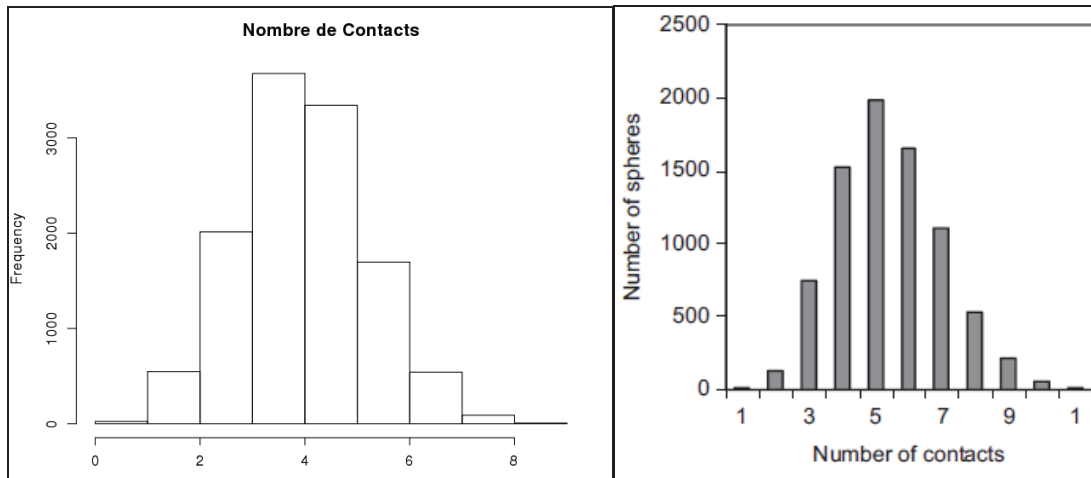 Nombre de Contacts
Frequency
3000
2000
1000
0
0 2 4 6 8
Number of spheres
2500
2000
1500
1000
500
0
1 3 5 7 9 1
Number of contacts